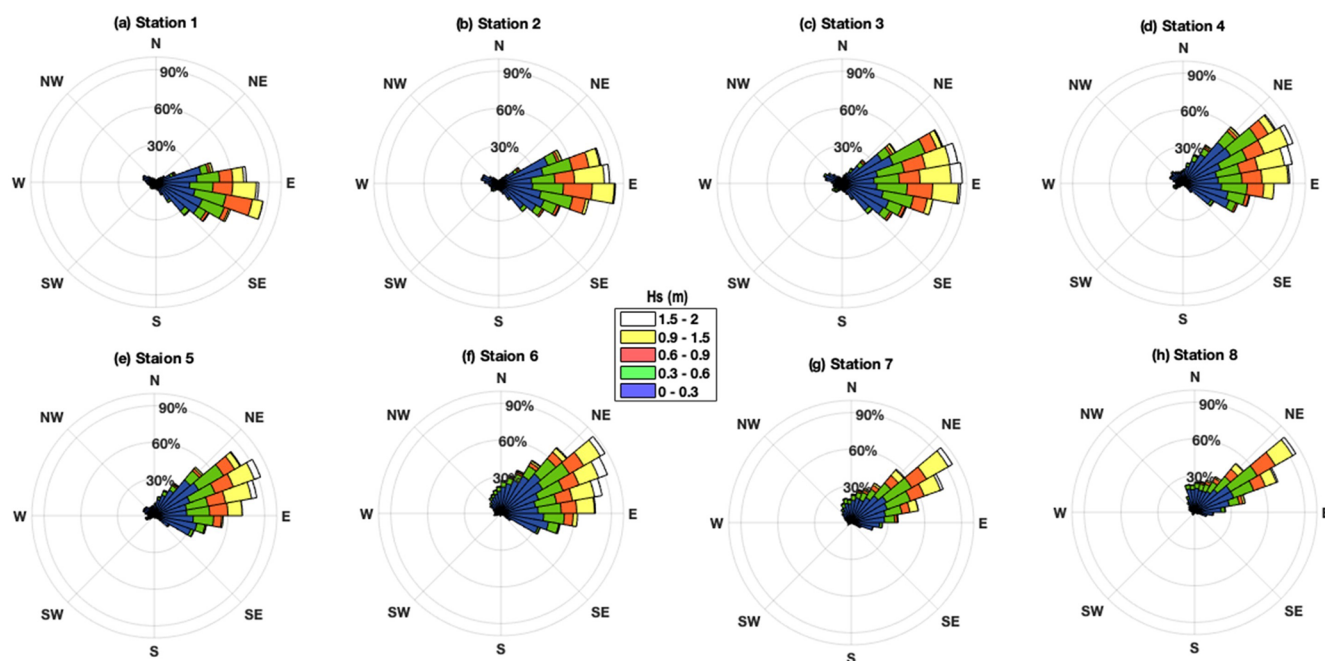 (a) Station 1
N
NW
NE
90%
60%
30%
W
E
SW
SE
S
(b) Station 2
N
NW
NE
90%
60%
30%
W
E
SW
SE
S
(c) Station 3
N
NW
NE
90%
60%
30%
W
E
SW
SE
S
(d) Station 4
N
NW
NE
90%
60%
30%
W
E
SW
SE
S
Hs (m)
1.5 - 2
0.9 - 1.5
0.6 - 0.9
0.3 - 0.6
0 - 0.3
(e) Staion 5
N
NW
NE
90%
60%
30%
W
E
SW
SE
S
(f) Staion 6
N
NW
NE
90%
60%
30%
W
E
SW
SE
S
(g) Station 7
N
NW
NE
90%
60%
30%
W
E
SW
SE
S
(h) Station 8
N
NW
NE
90%
60%
30%
W
E
SW
SE
S